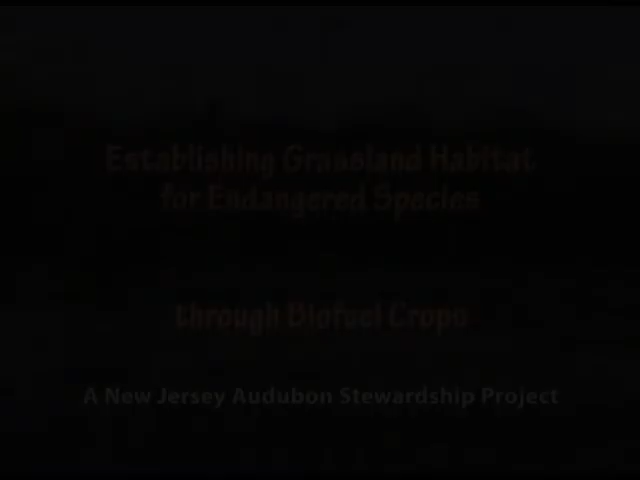 Establishing Grassland Habitat
for Endangered Species
through Biofuel Crops
A New Jersey Audubon Stewardship Project